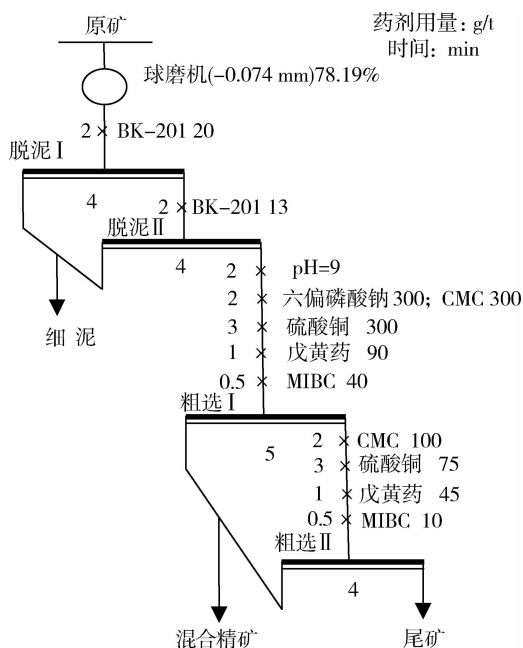 原矿
药剂用量：g/t
时间：min
球磨机(-0.074 mm)78.19%
2 BK-201 20
脱泥Ⅰ
4
2 BK-201 13
脱泥Ⅱ
4
细 泥
2 pH=9
2 六偏磷酸钠300；CMC 300
3 硫酸铜 300
1 戊黄药 90
0.5 MIBC 40
粗选Ⅰ
5
2 CMC 100
3 硫酸铜 75
1 戊黄药 45
0.5 MIBC 10
粗选Ⅱ
4
混合精矿
尾矿